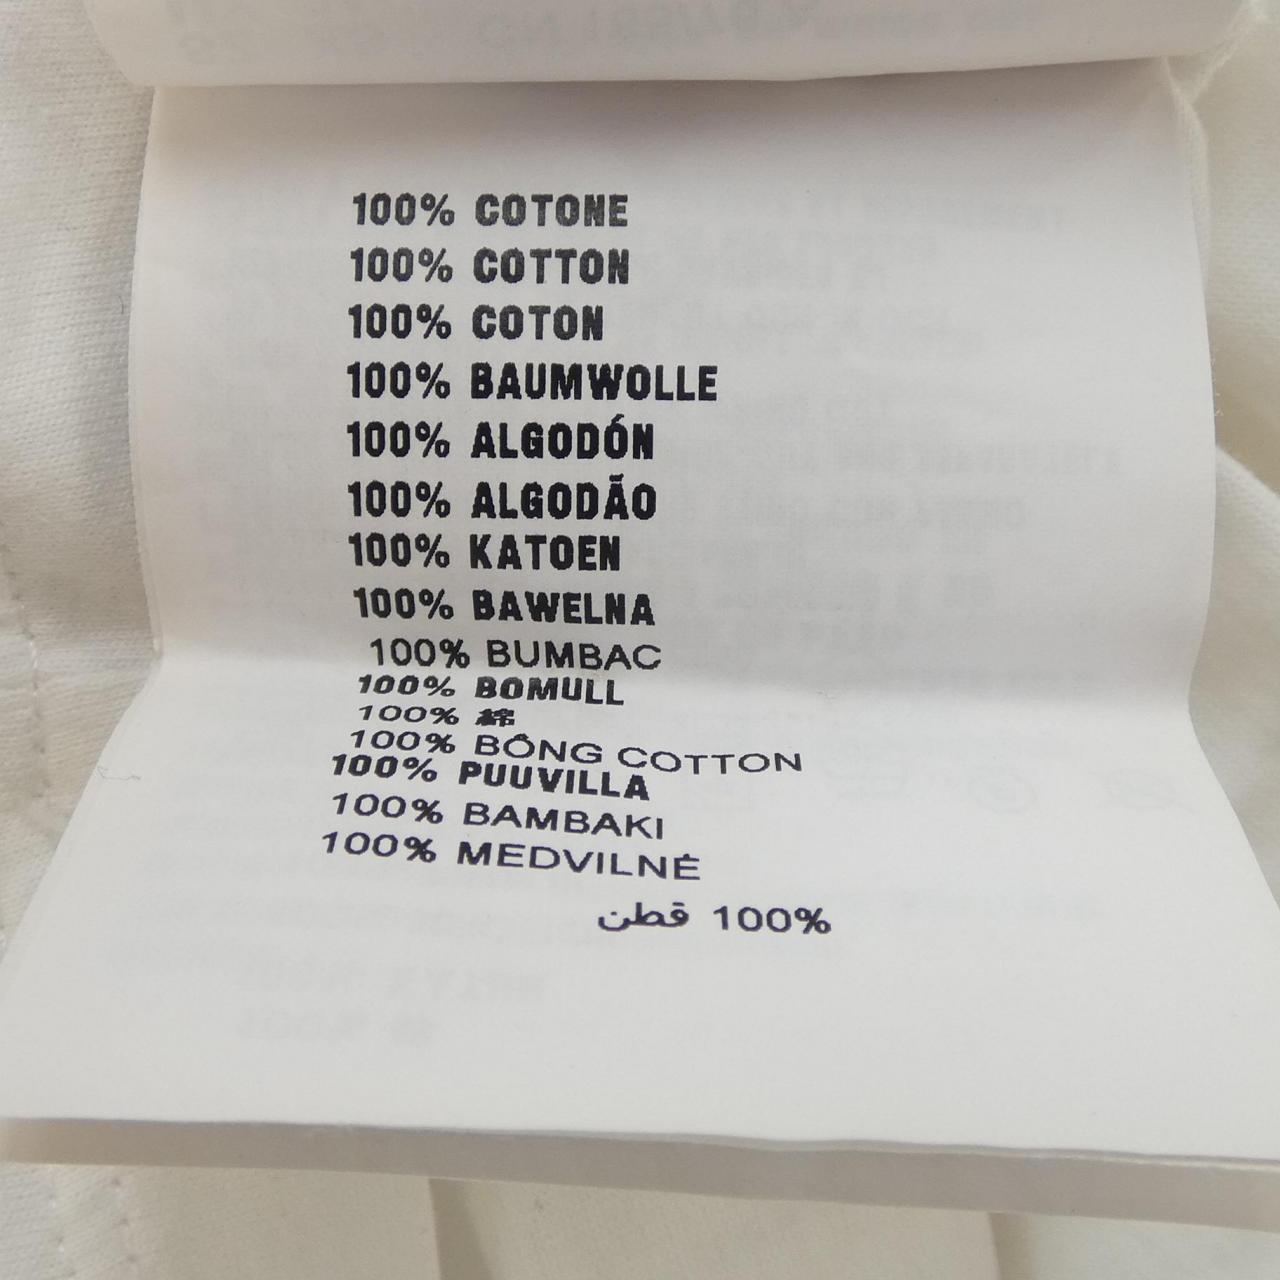 100% COTONE
100% COTTON
100% COTON
100% BAUMWOLLE
100% ALGODÓN
100% ALGODÃO
100% KATOEN
100% BAWELNA
100% BUMBAC
100% BOMULL
100% 綿
100% BÔNG COTTON
100% PUUVILLA
100% BAMBAKI
100% MEDVILNÉ
100% قطن